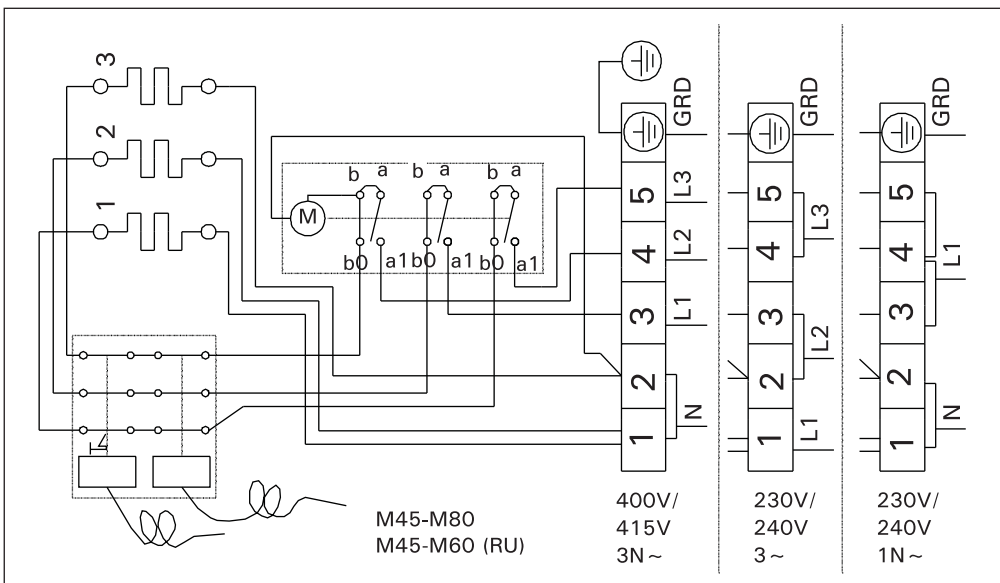 3
2
1
M
b a b a b a
b0 a1 b0 a1 b0 a1
GRD
5 L3
4 L2
3 L1
2
1 N
400V/
415V
3N~
GRD
5
4 L3
3
2 L2
1 L1
230V/
240V
3~
GRD
5
4 L1
3
2
1 N
230V/
240V
1N~
M45-M80
M45-M60 (RU)